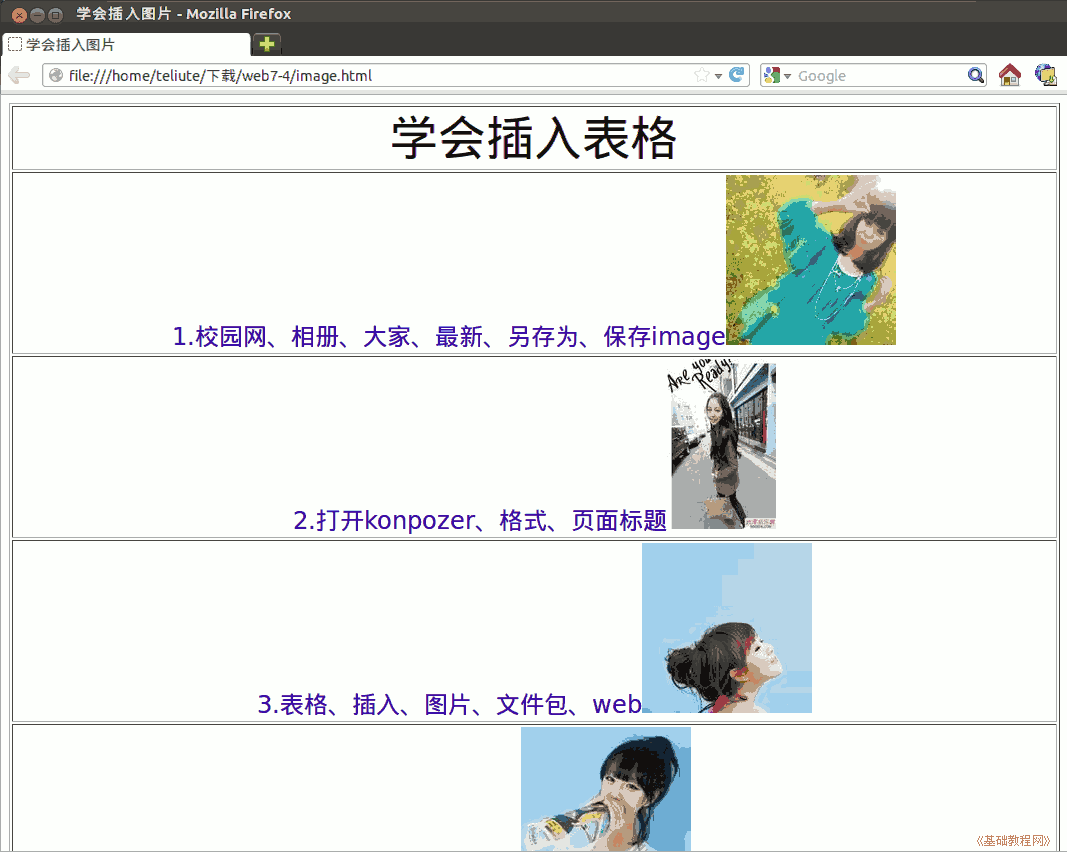 学会插入图片 - Mozilla Firefox
学会插入图片
file:///home/teliute/下载/web7-4/image.html
Google
学会插入表格
1.校园网、相册、大家、最新、另存为、保存image
Are you Ready!
2.打开konpozer、格式、页面标题
3.表格、插入、图片、文件包、web
《基础教程网》